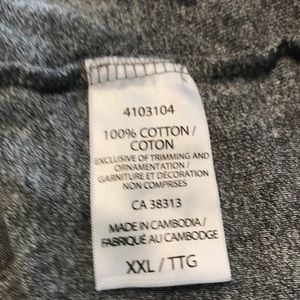 4103104
100% COTTON /
COTON
EXCLUSIVE OF TRIMMING AND
ORNAMENTATION /
GARNITURE ET DÉCORATION
NON COMPRISES
CA 38313
MADE IN CAMBODIA /
FABRIQUÉ AU CAMBODGE
XXL / TTG